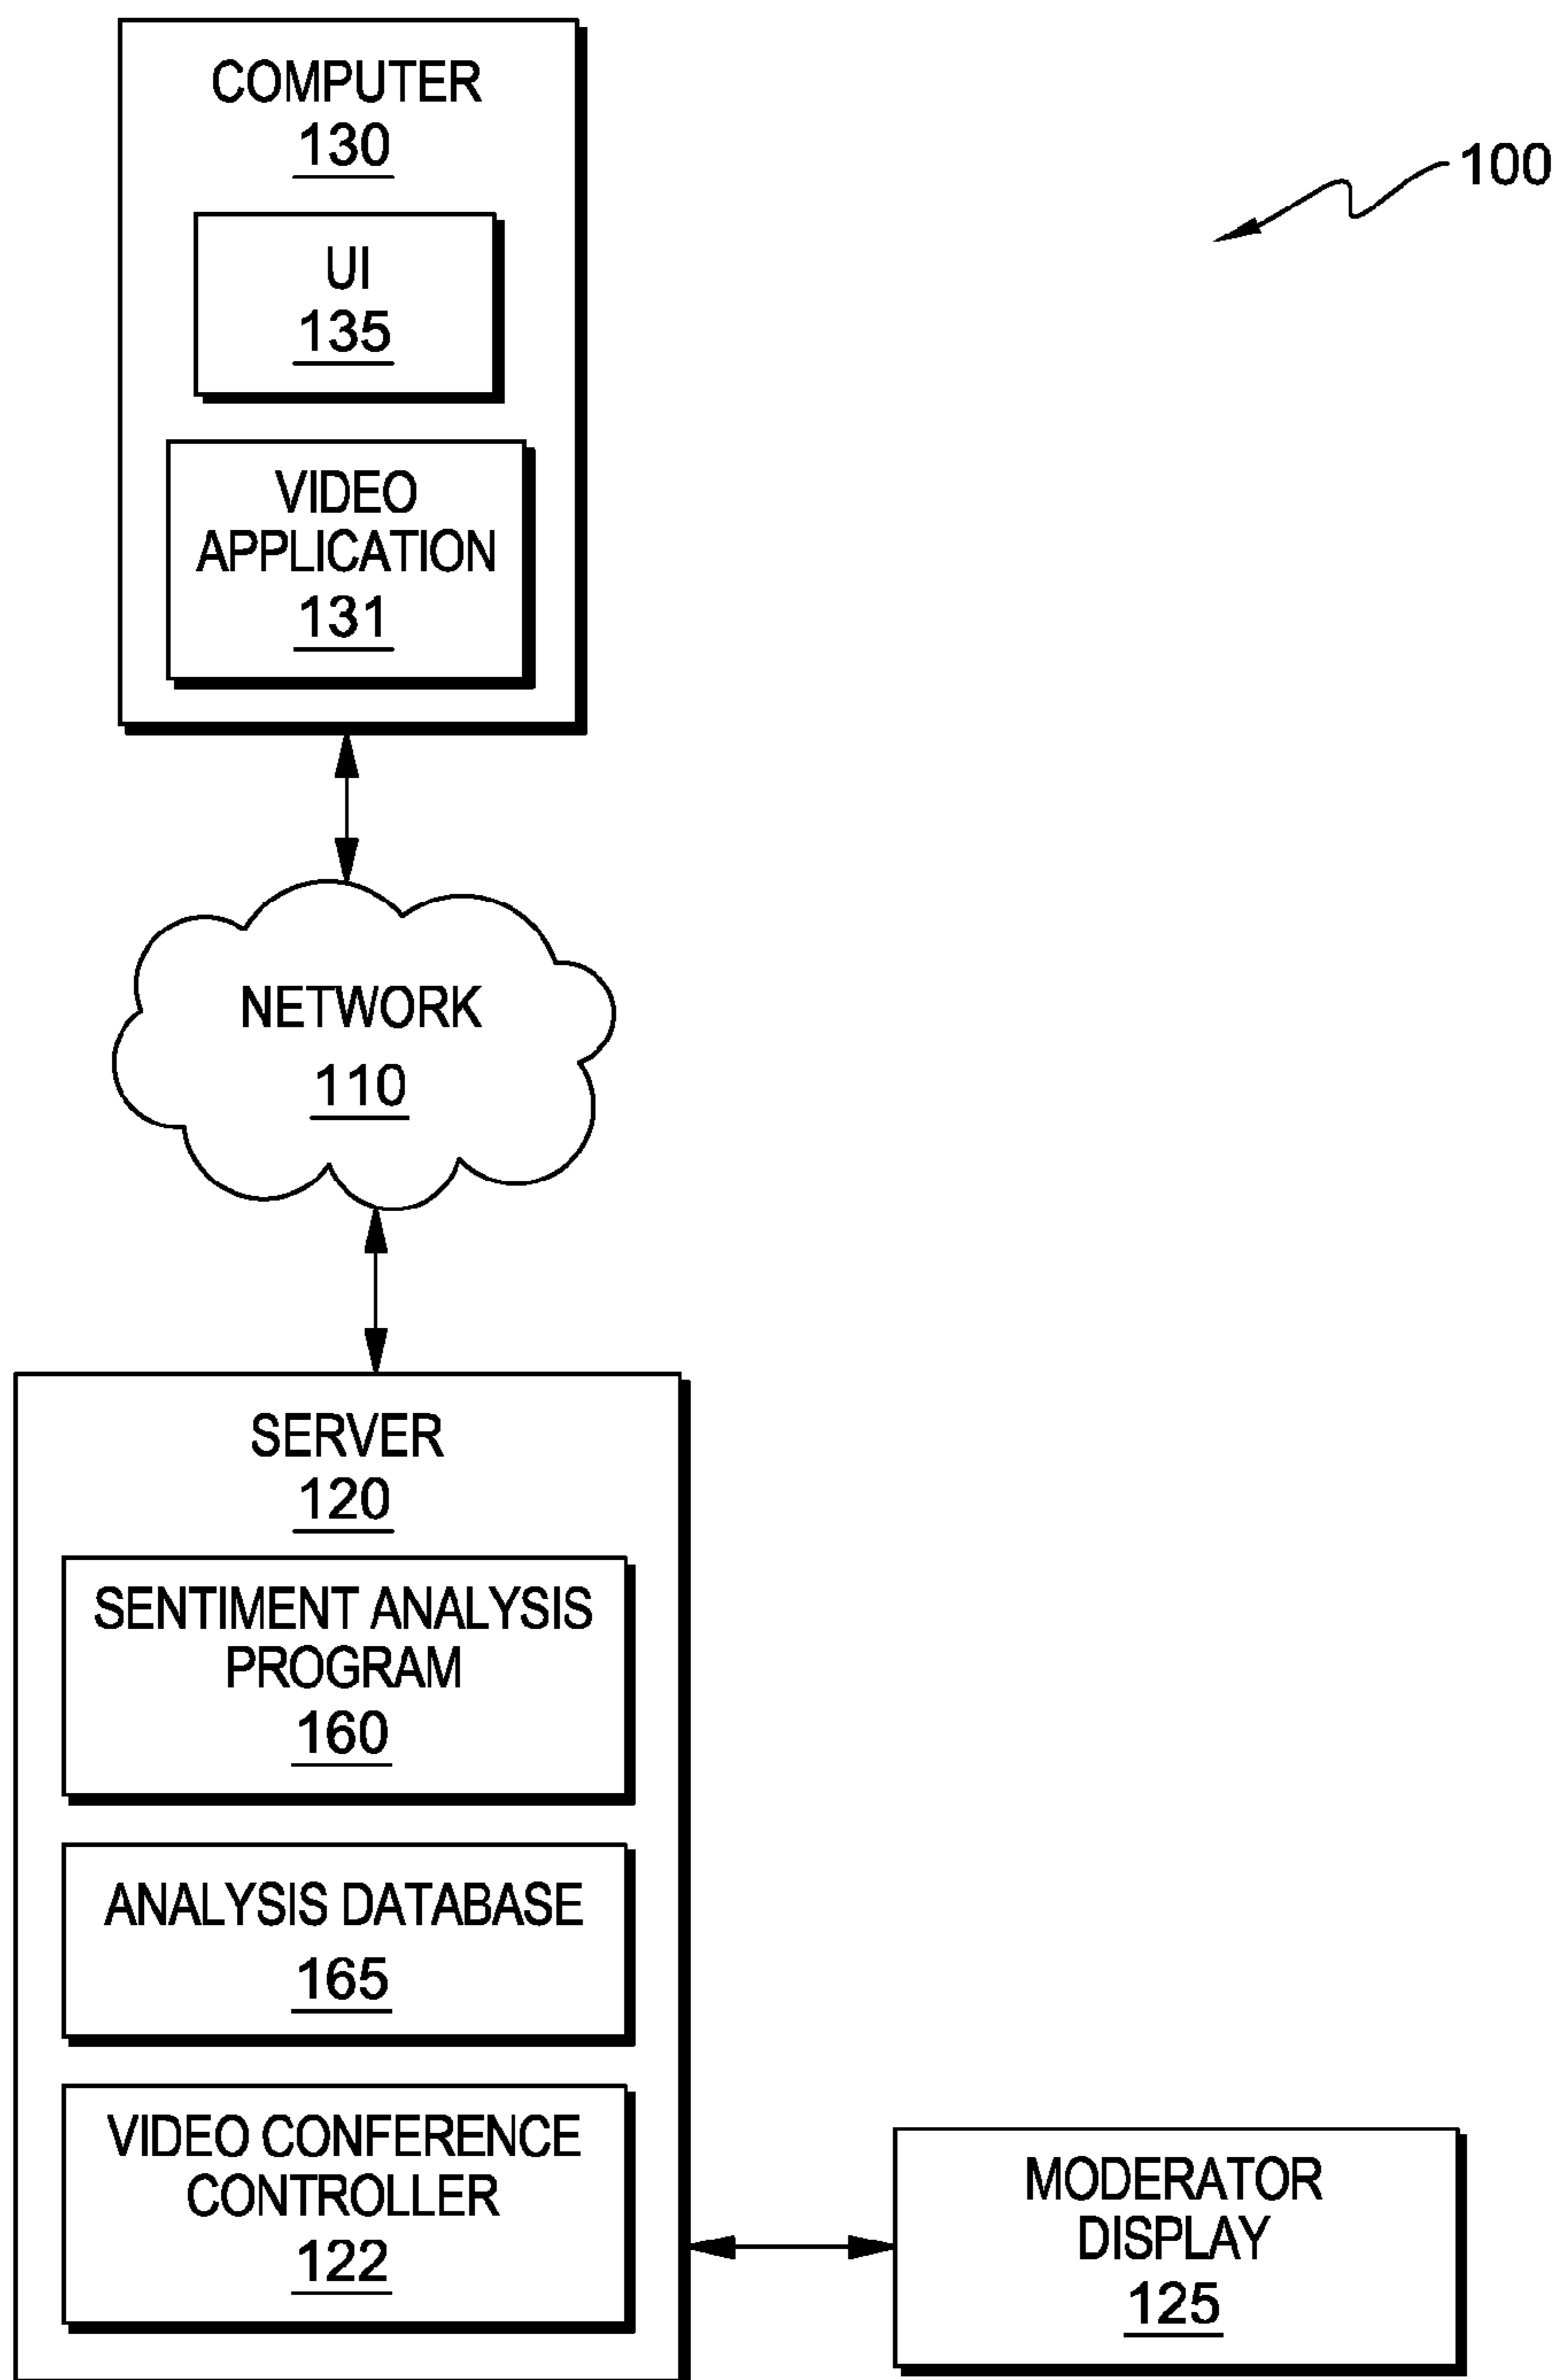 COMPUTER
130
100
UI
135
VIDEO
APPLICATION
131
NETWORK
110
SERVER
120
SENTIMENT ANALYSIS
PROGRAM
160
ANALYSIS DATABASE
165
VIDEO CONFERENCE
CONTROLLER
122
MODERATOR
DISPLAY
125